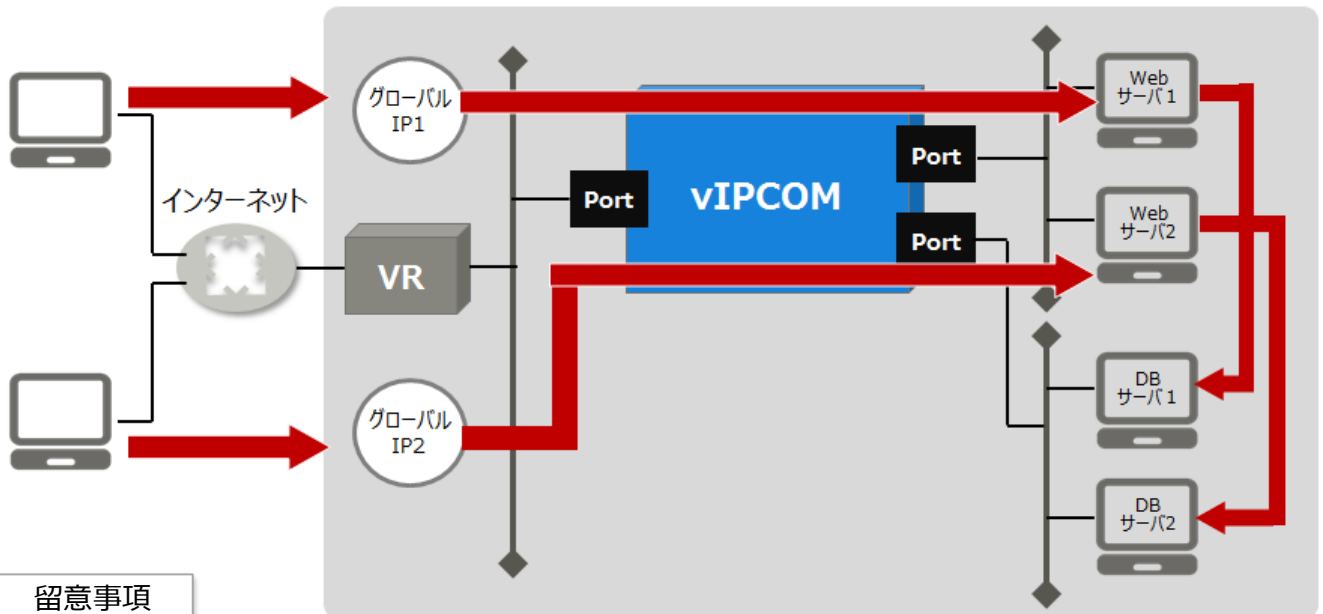 グローバル
IP1
Web
サーバ 1
Port
インターネット
Port
vIPCOM
Web
サーバ2
Port
VR
DB
サーバ 1
グローバル
IP2
DB
サーバ2
留意事項